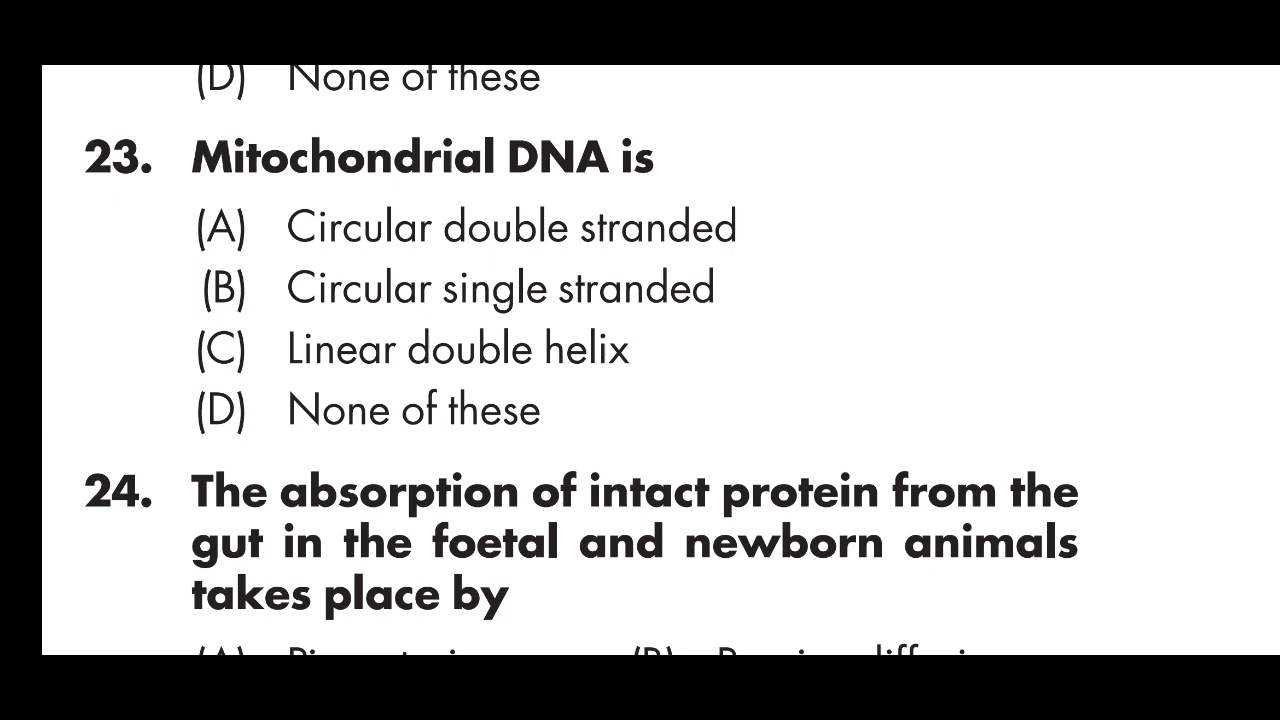 (D) None of these
23. Mitochondrial DNA is
(A) Circular double stranded
(B) Circular single stranded
(C) Linear double helix
(D) None of these
24. The absorption of intact protein from the
gut in the foetal and newborn animals
takes place by